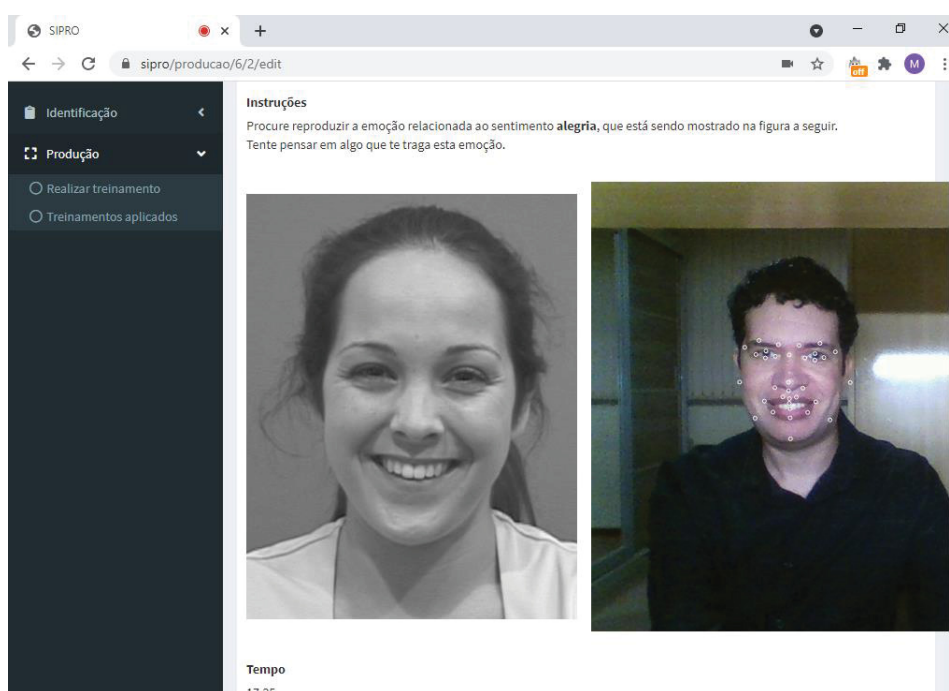 SIPRO
sipro/producao/6/2/edit
off
M
Identificação
Produção
Realizar treinamento
Treinamentos aplicados
Instruções
Procure reproduzir a emoção relacionada ao sentimento alegria, que está sendo mostrado na figura a seguir.
Tente pensar em algo que te traga esta emoção.
Tempo